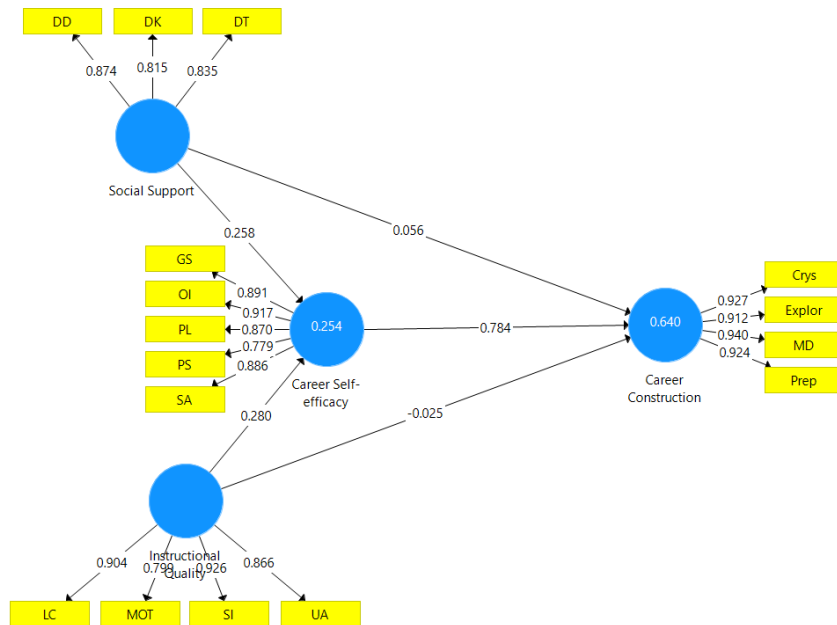 DD DK DT
0.874 0.815 0.835
Social Support
0.258 0.056
GS
OI
PL
PS
SA
0.891
0.917
0.870
0.779
0.886
0.254
Career Self-
efficacy
0.784
0.640
Career
Construction
0.927
0.912
0.940
0.924
Crys
Explor
MD
Prep
0.280 -0.025
Instructional
Quality
0.904 0.799 0.926 0.866
LC MOT SI UA